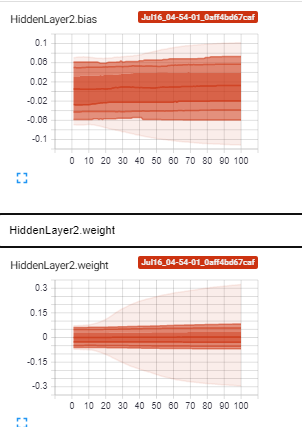 HiddenLayer2.bias Jul16_04-54-01_0aff4bd67caf
0.1
0.06
0.02
-0.02
-0.06
-0.1
0 10 20 30 40 50 60 70 80 90 100
HiddenLayer2.weight
HiddenLayer2.weight Jul16_04-54-01_0aff4bd67caf
0.3
0.15
0
-0.15
-0.3
0 10 20 30 40 50 60 70 80 90 100